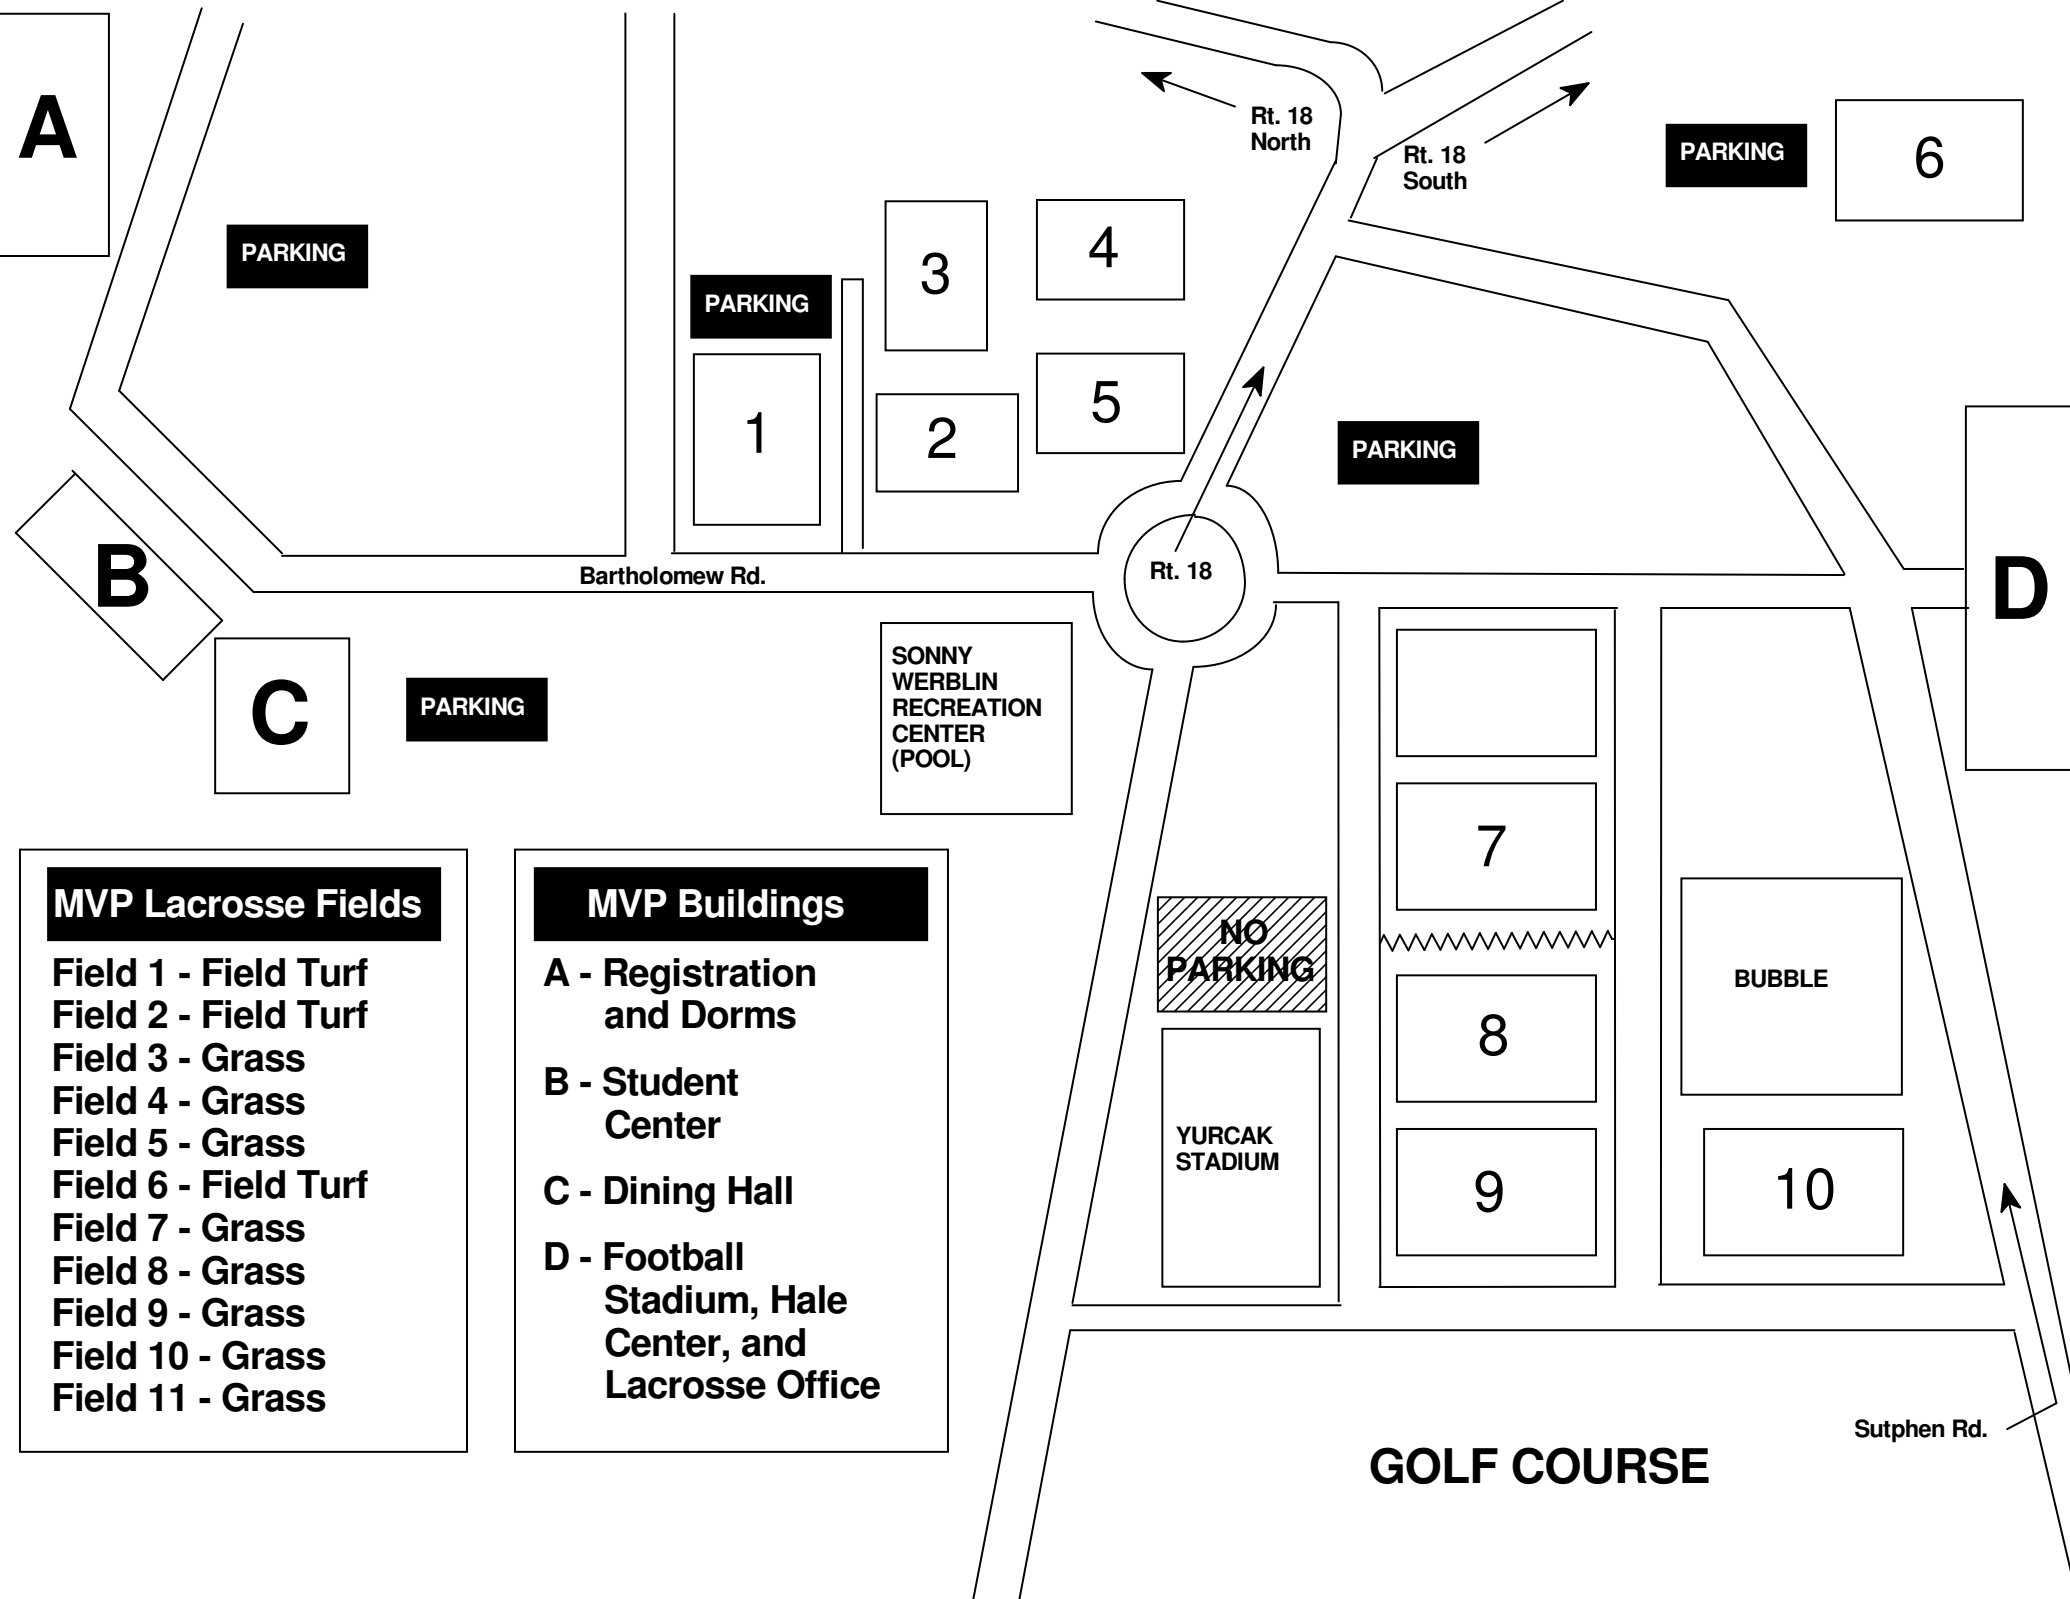 A
Rt. 18
North
Rt. 18
South
PARKING
6
PARKING
PARKING
3
4
1
2
5
PARKING
B
Bartholomew Rd.
Rt. 18
D
C
PARKING
SONNY
WERBLIN
RECREATION
CENTER
(POOL)
7
NO
PARKING
8
BUBBLE
YURCAK
STADIUM
9
10
MVP Lacrosse Fields
Field 1 - Field Turf
Field 2 - Field Turf
Field 3 - Grass
Field 4 - Grass
Field 5 - Grass
Field 6 - Field Turf
Field 7 - Grass
Field 8 - Grass
Field 9 - Grass
Field 10 - Grass
Field 11 - Grass
MVP Buildings
A - Registration
and Dorms
B - Student
Center
C - Dining Hall
D - Football
Stadium, Hale
Center, and
Lacrosse Office
Sutphen Rd.
GOLF COURSE